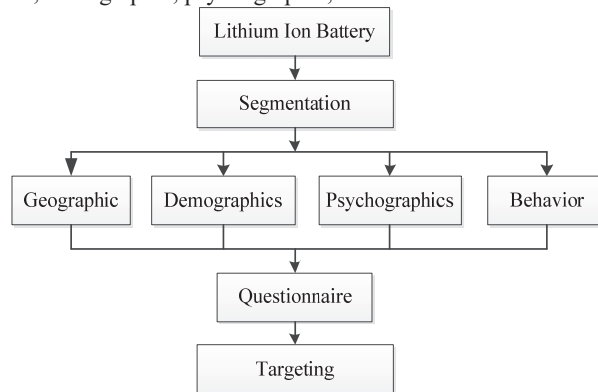 Lithium Ion Battery
Segmentation
Geographic Demographics Psychographics Behavior
Questionnaire
Targeting